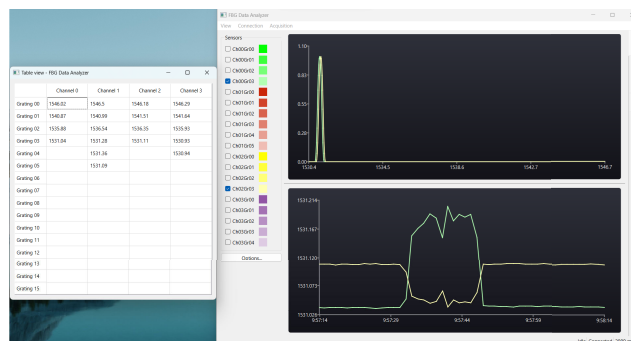 FBG Data Analyzer
View Connection Acquisition
Sensors
Ch00Gr00
Ch00Gr01
Ch00Gr02
Ch00Gr03
Ch01Gr00
Ch01Gr01
Ch01Gr02
Ch01Gr03
Ch01Gr04
Ch01Gr05
Ch02Gr00
Ch02Gr01
Ch02Gr02
Ch02Gr03
Ch03Gr00
Ch03Gr01
Ch03Gr02
Ch03Gr03
Ch03Gr04
Options...
Table view - FBG Data Analyzer
Channel 0 Channel 1 Channel 2 Channel 3
Grating 00 1546.02 1546.5 1546.18 1546.29
Grating 01 1540.87 1540.99 1541.51 1541.64
Grating 02 1535.88 1536.54 1536.35 1535.93
Grating 03 1531.04 1531.28 1531.11 1530.93
Grating 04 1531.36 1530.94
Grating 05 1531.09
Grating 06
Grating 07
Grating 08
Grating 09
Grating 10
Grating 11
Grating 12
Grating 13
Grating 14
Grating 15
1.10
0.83
0.55
0.28
0.00
1530.4 1534.5 1538.6 1542.7 1546.7
1531.214
1531.167
1531.120
1531.073
1531.026
9:57:14 9:57:29 9:57:44 9:57:59 9:58:14